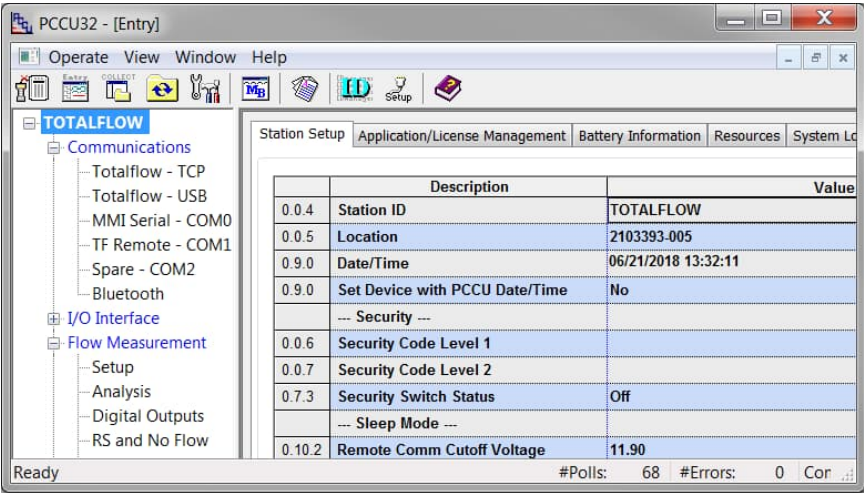 PCCU32 - [Entry]
Operate View Window Help
Entry COLLECT MB ID Setup
TOTALFLOW
Communications
Totalflow - TCP
Totalflow - USB
MMI Serial - COM0
TF Remote - COM1
Spare - COM2
Bluetooth
I/O Interface
Flow Measurement
Setup
Analysis
Digital Outputs
RS and No Flow
Station Setup Application/License Management Battery Information Resources System Lo
Description Value
0.0.4 Station ID TOTALFLOW
0.0.5 Location 2103393-005
0.9.0 Date/Time 06/21/2018 13:32:11
0.9.0 Set Device with PCCU Date/Time No
--- Security ---
0.0.6 Security Code Level 1
0.0.7 Security Code Level 2
0.7.3 Security Switch Status Off
--- Sleep Mode ---
0.10.2 Remote Comm Cutoff Voltage 11.90
Ready #Polls: 68 #Errors: 0 Cor